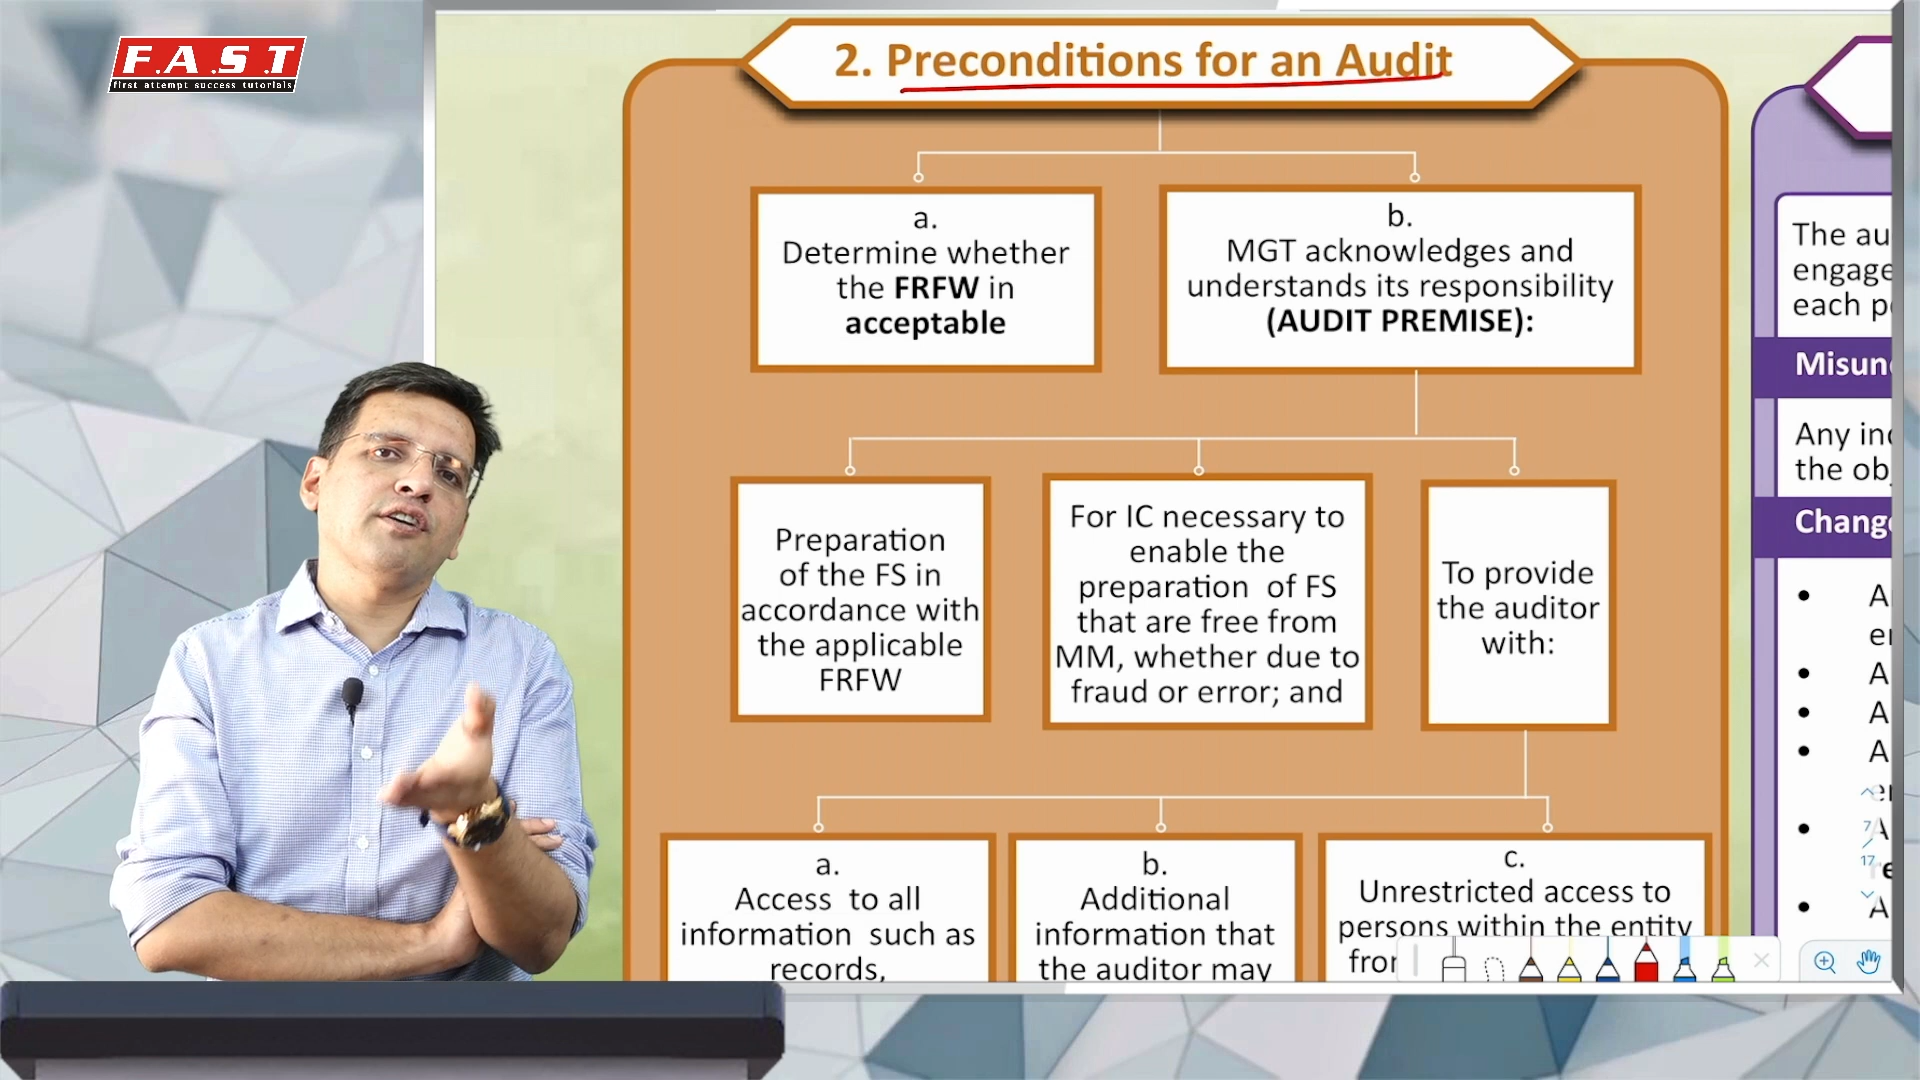 F.A.S.T
first attempt success tutorials
2. Preconditions for an Audit
a.
Determine whether
the FRFW in
acceptable
b.
MGT acknowledges and
understands its responsibility
(AUDIT PREMISE):
Preparation
of the FS in
accordance with
the applicable
FRFW
For IC necessary to
enable the
preparation of FS
that are free from
MM, whether due to
fraud or error; and
To provide
the auditor
with:
a.
Access to all
information such as
records,
b.
Additional
information that
the auditor may
c.
Unrestricted access to
persons within the entity
The au
engage
each p
Misun
Any in
the ob
Change
A
A
A
A
A
7
17
A